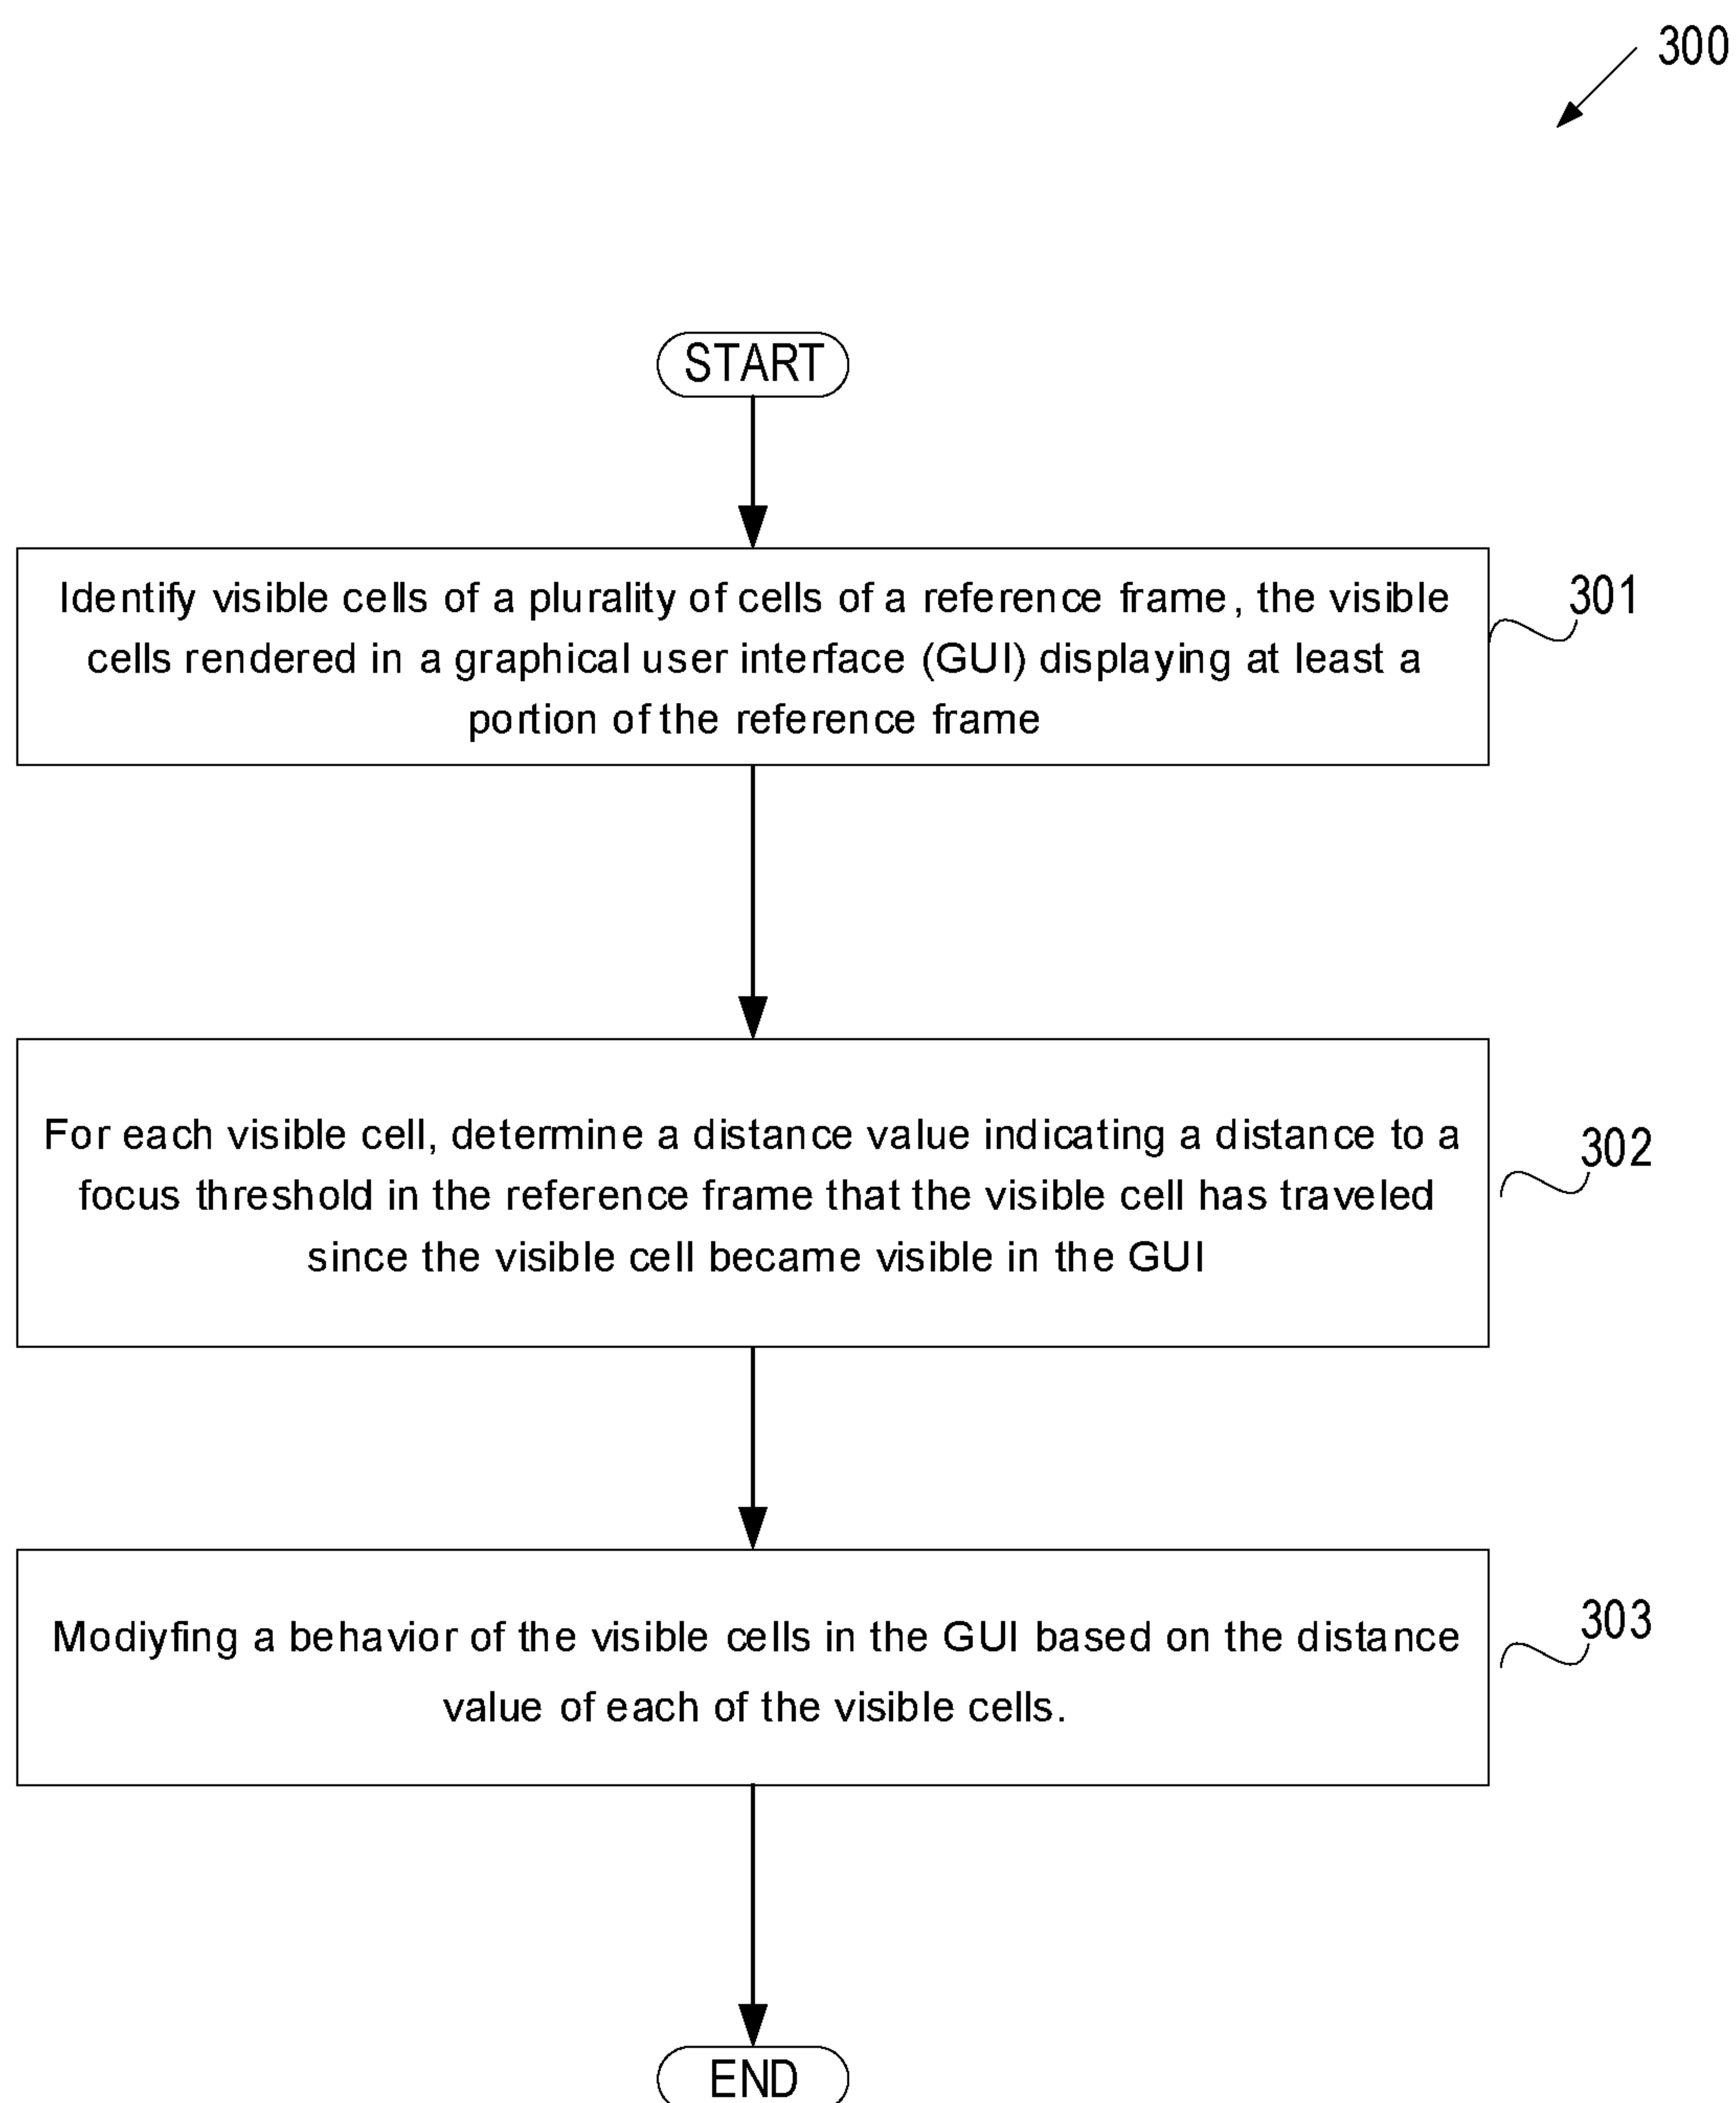 300
START
Identify visible cells of a plurality of cells of a reference frame, the visible
cells rendered in a graphical user interface (GUI) displaying at least a
portion of the reference frame
301
For each visible cell, determine a distance value indicating a distance to a
focus threshold in the reference frame that the visible cell has traveled
since the visible cell became visible in the GUI
302
Modiyfing a behavior of the visible cells in the GUI based on the distance
value of each of the visible cells.
303
END